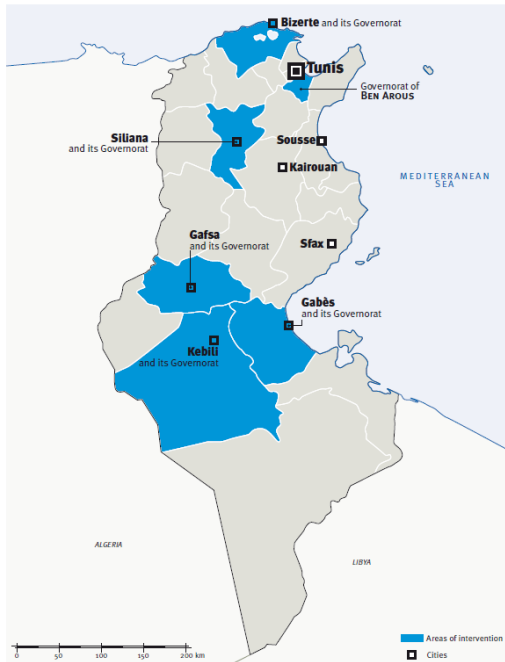 Bizerte and its Governorat
Tunis
Governorat of
BEN AROUS
Siliana
and its Governorat
Sousse
Kairouan
MEDITERRANEAN
SEA
Gafsa
and its Governorat
Sfax
Gabès
and its Governorat
Kebili
and its Governorat
ALGERIA
LIBYA
Areas of intervention
Cities
0 50 100 150 200 km